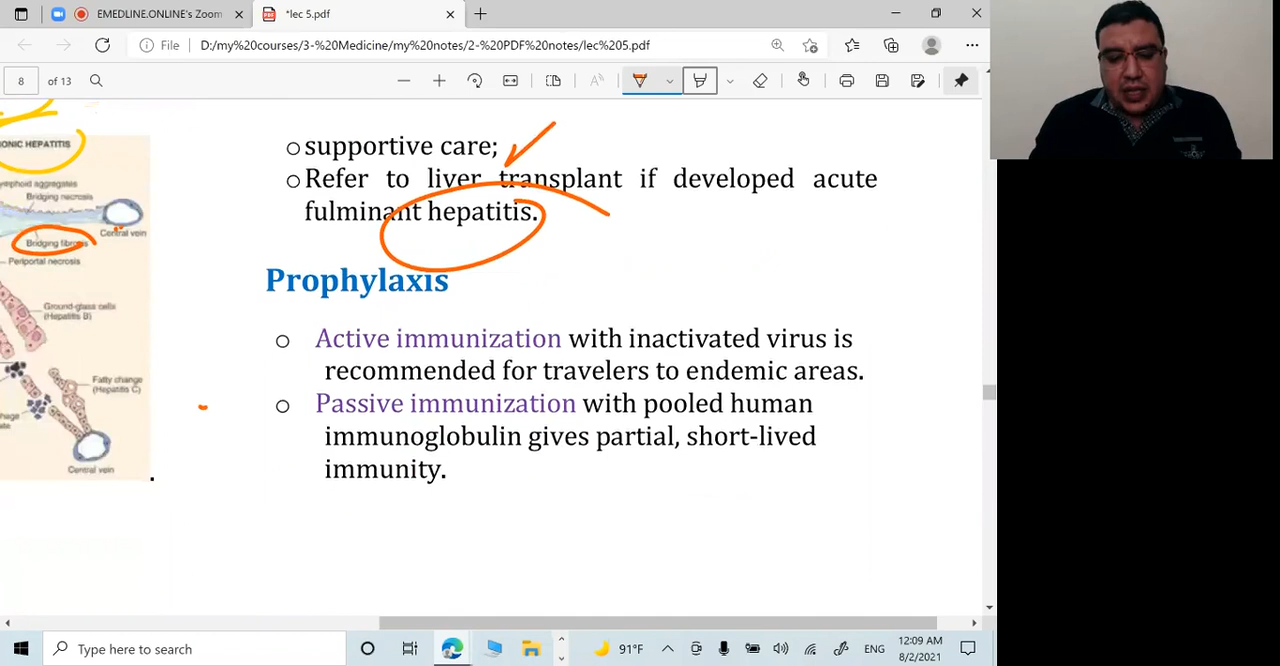 EMEDLINE.ONLINE's Zoom
*lec 5.pdf
File
D:/my%20courses/3-%20Medicine/my%20notes/2-%20PDF%20notes/lec%205.pdf
8 of 13
ONIC HEPATITIS
ymphoid aggregates
Bridging necrosis
Central vein
Bridging fibrosis
Periportal necrosis
Ground-glass cells
(Hepatitis B)
Fatty change
(Hepatitis C)
Central vein
o supportive care;
o Refer to liver transplant if developed acute
fulminant hepatitis.
Prophylaxis
o Active immunization with inactivated virus is
recommended for travelers to endemic areas.
o Passive immunization with pooled human
immunoglobulin gives partial, short-lived
immunity.
Type here to search
91°F
ENG
12:09 AM
8/2/2021